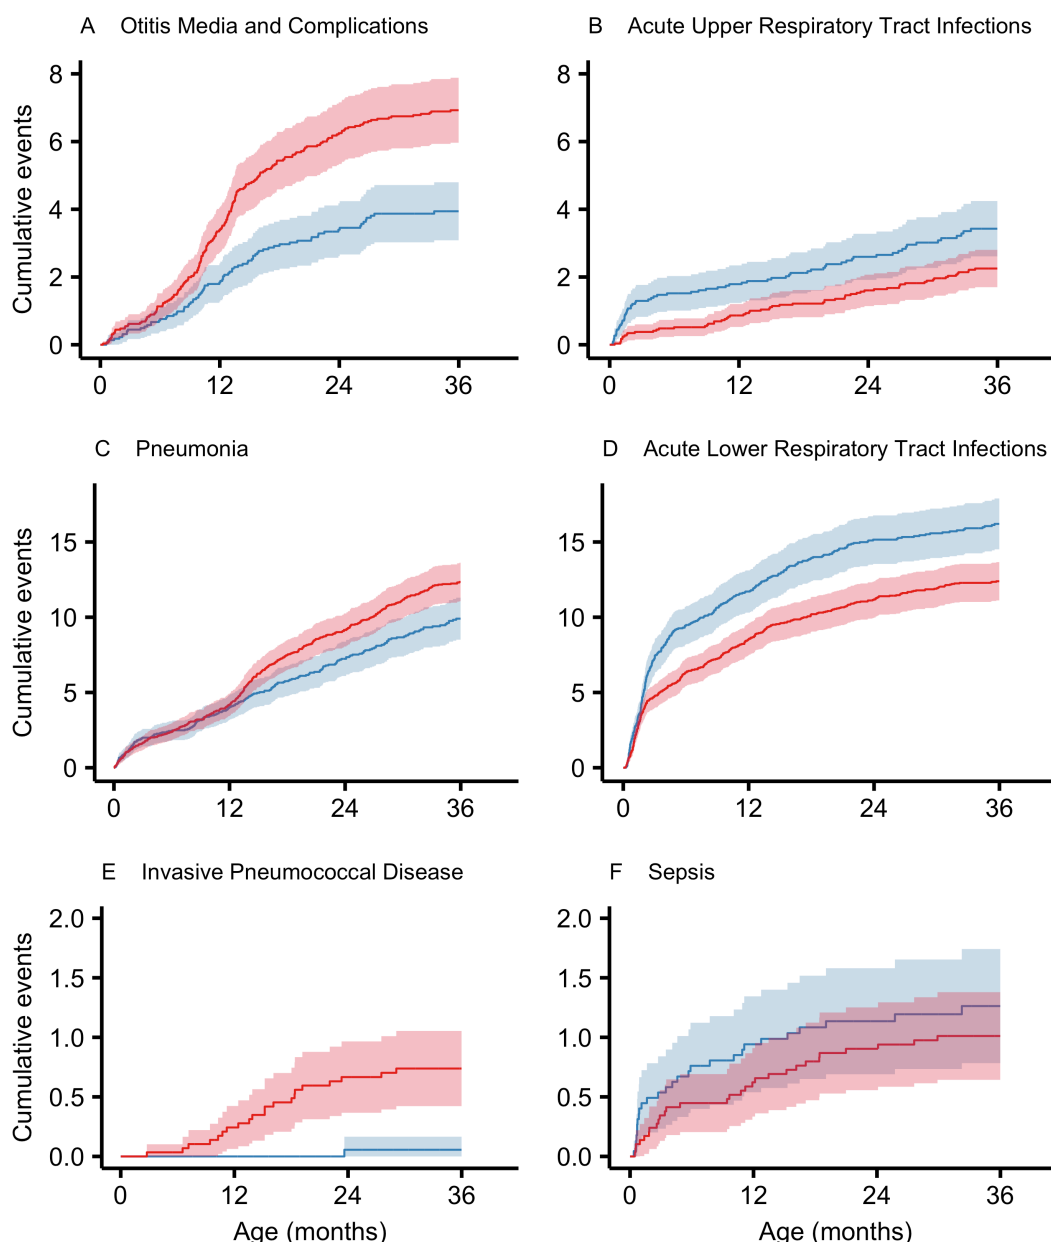 A Otitis Media and Complications
B Acute Upper Respiratory Tract Infections
Cumulative events
8
6
4
2
0
0 12 24 36
8
6
4
2
0
0 12 24 36
C Pneumonia
D Acute Lower Respiratory Tract Infections
Cumulative events
15
10
5
0
0 12 24 36
15
10
5
0
0 12 24 36
E Invasive Pneumococcal Disease
F Sepsis
Cumulative events
2.0
1.5
1.0
0.5
0.0
0 12 24 36
Age (months)
2.0
1.5
1.0
0.5
0.0
0 12 24 36
Age (months)